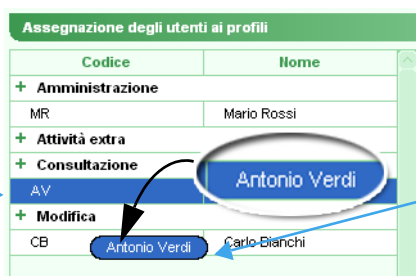 Assegnazione degli utenti ai profili
Codice Nome
+ Amministrazione
MR Mario Rossi
+ Attività extra
+ Consultazione
AV Antonio Verdi
+ Modifica
CB Antonio Verdi Carlo Bianchi